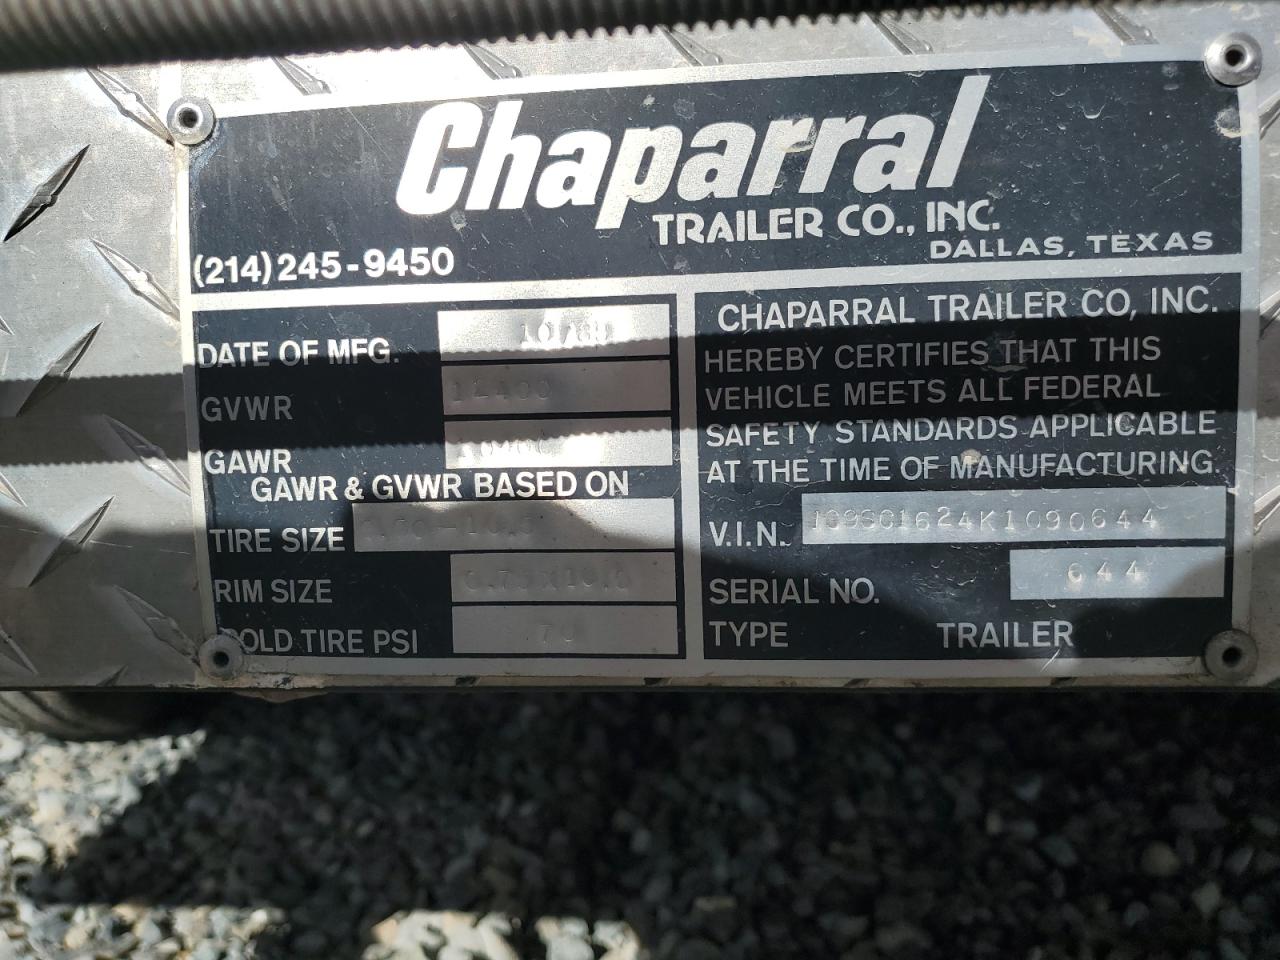 Chaparral
TRAILER CO., INC.
DALLAS, TEXAS
(214) 245-9450
DATE OF MFG.
GVWR
GAWR
GAWR & GVWR BASED ON
TIRE SIZE
RIM SIZE
COLD TIRE PSI 70
CHAPARRAL TRAILER CO, INC.
HEREBY CERTIFIES THAT THIS
VEHICLE MEETS ALL FEDERAL
SAFETY STANDARDS APPLICABLE
AT THE TIME OF MANUFACTURING.
V.I.N.
SERIAL NO. 644
TYPE TRAILER